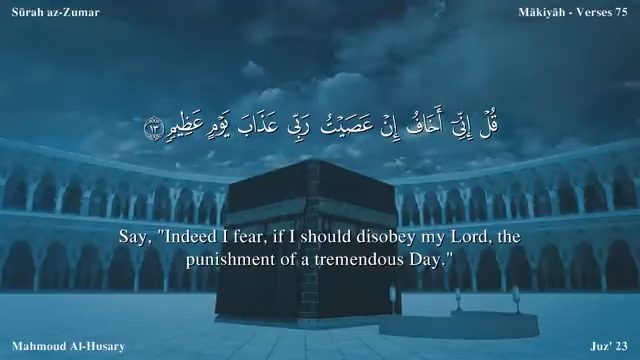 Sūrah az-Zumar
Mākiyāh - Verses 75
قُلْ إِنِّىٓ أَخَافُ إِنْ عَصَيْتُ رَبِّى عَذَابَ يَوْمٍ عَظِيمٍ ١٣
Say, "Indeed I fear, if I should disobey my Lord, the
punishment of a tremendous Day."
Mahmoud Al-Husary
Juz' 23